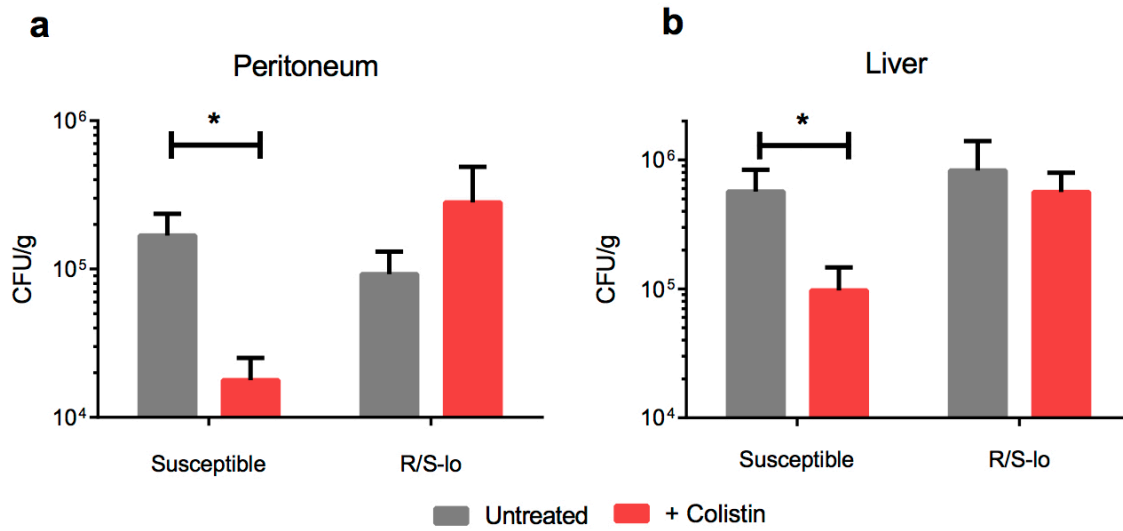 a
Peritoneum
CFU/g
10⁶
10⁵
10⁴
*
Susceptible
R/S-lo
b
Liver
CFU/g
10⁶
10⁵
10⁴
*
Susceptible
R/S-lo
Untreated
+ Colistin